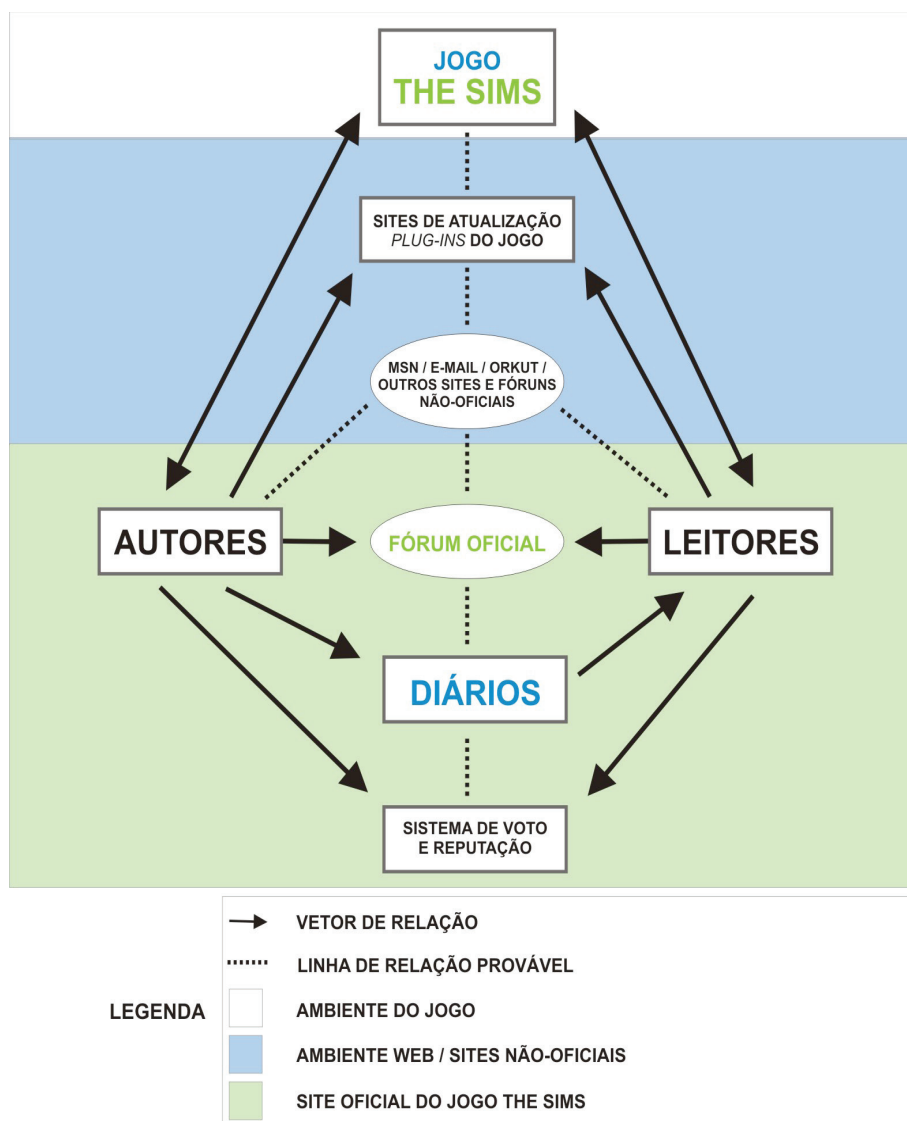 JOGO
THE SIMS
SITES DE ATUALIZAÇÃO
PLUG-INS DO JOGO
MSN / E-MAIL / ORKUT /
OUTROS SITES E FÓRUNS
NÃO-OFICIAIS
AUTORES
FÓRUM OFICIAL
LEITORES
DIÁRIOS
SISTEMA DE VOTO
E REPUTAÇÃO
LEGENDA
VETOR DE RELAÇÃO
LINHA DE RELAÇÃO PROVÁVEL
AMBIENTE DO JOGO
AMBIENTE WEB / SITES NÃO-OFICIAIS
SITE OFICIAL DO JOGO THE SIMS